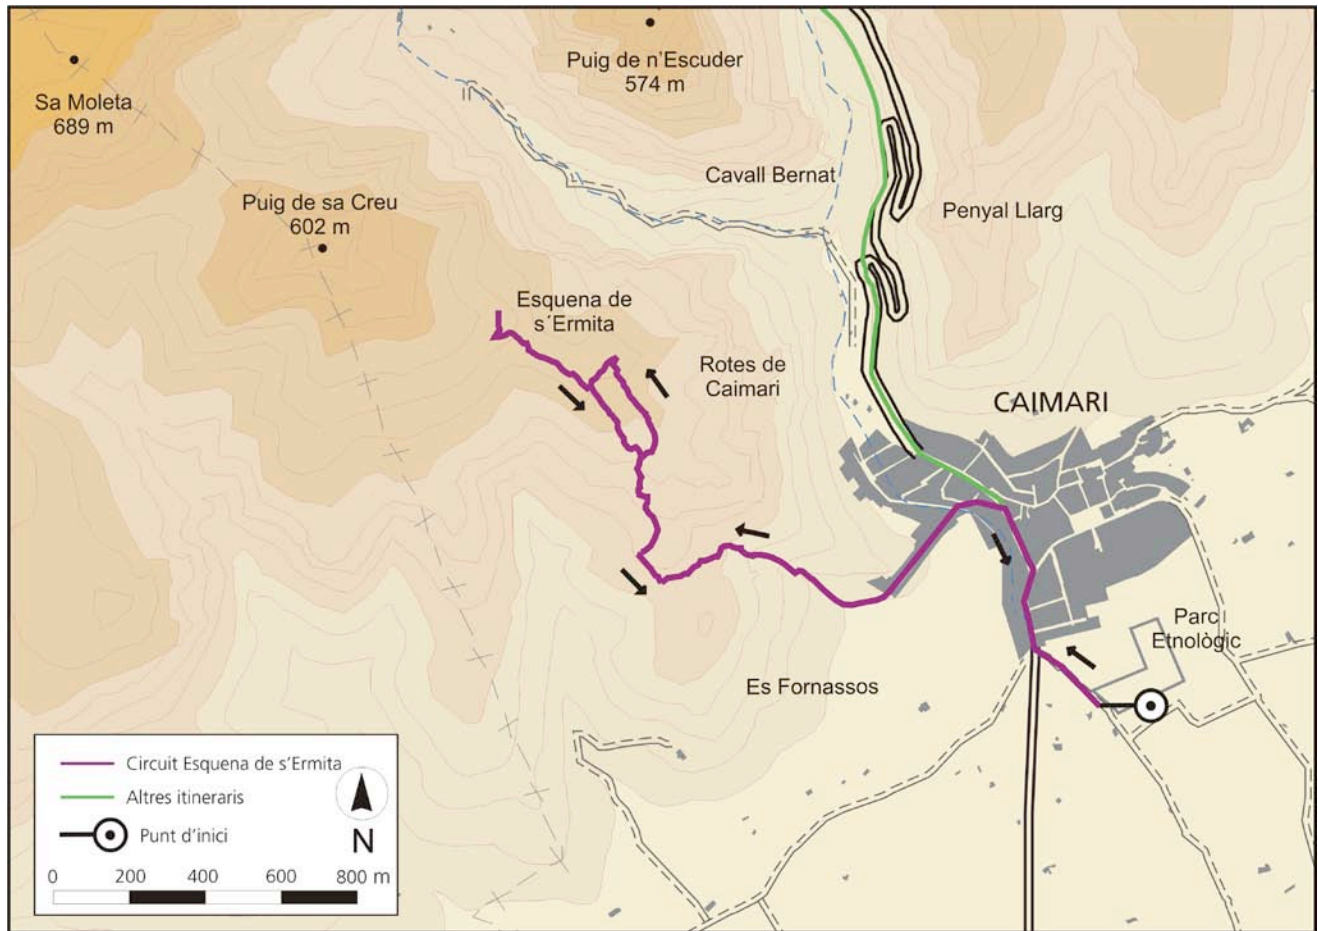 Puig de n'Escuder
574 m
Sa Moleta
689 m
Cavall Bernat
Puig de sa Creu
602 m
Penyal Llarg
Esquena de
s´Ermita
Rotes de
Caimari
CAIMARI
Parc
Etnològic
Es Fornassos
Circuit Esquena de s'Ermita
Altres itineraris
Punt d'inici
N
0 200 400 600 800 m